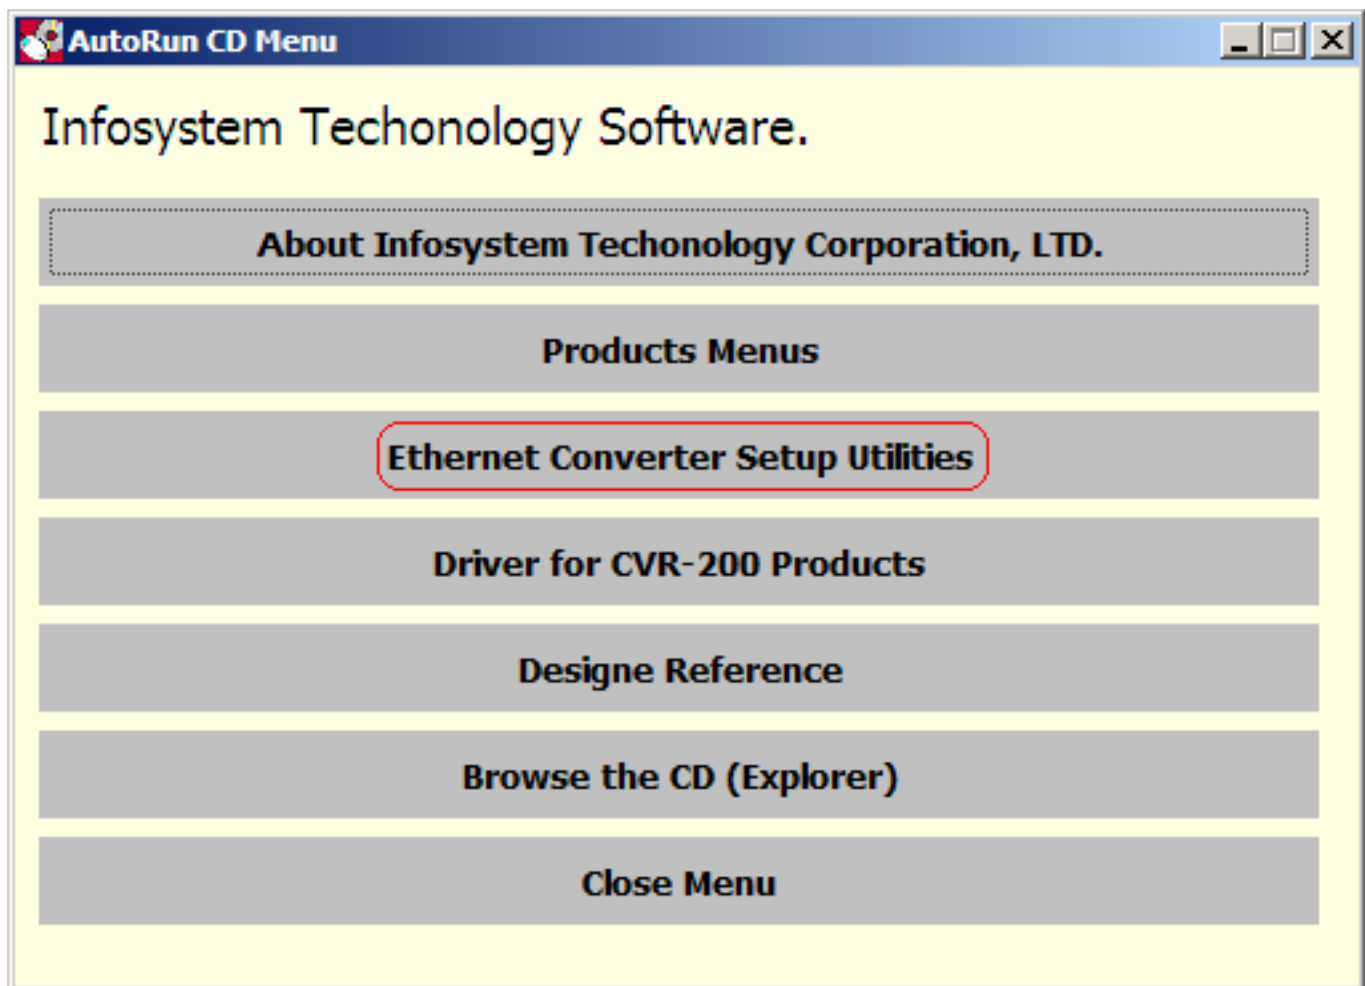 AutoRun CD Menu
Infosystem Techonology Software.
About Infosystem Techonology Corporation, LTD.
Products Menus
Ethernet Converter Setup Utilities
Driver for CVR-200 Products
Designe Reference
Browse the CD (Explorer)
Close Menu